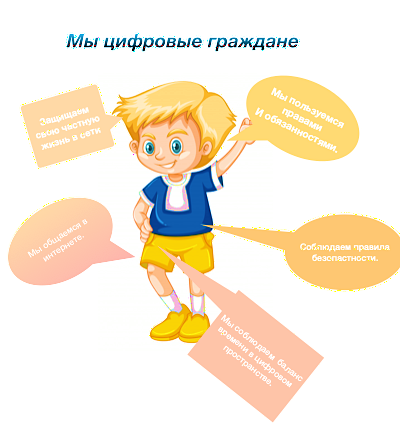 Мы цифровые граждане
Защищаем
свою частную
жизнь в сети
Мы пользуемся
правами
И обязанностями.
Мы общаемся в
интернете.
Соблюдаем правила
безопастности.
Мы соблюдаем баланс
времени в цифровом
пространстве.